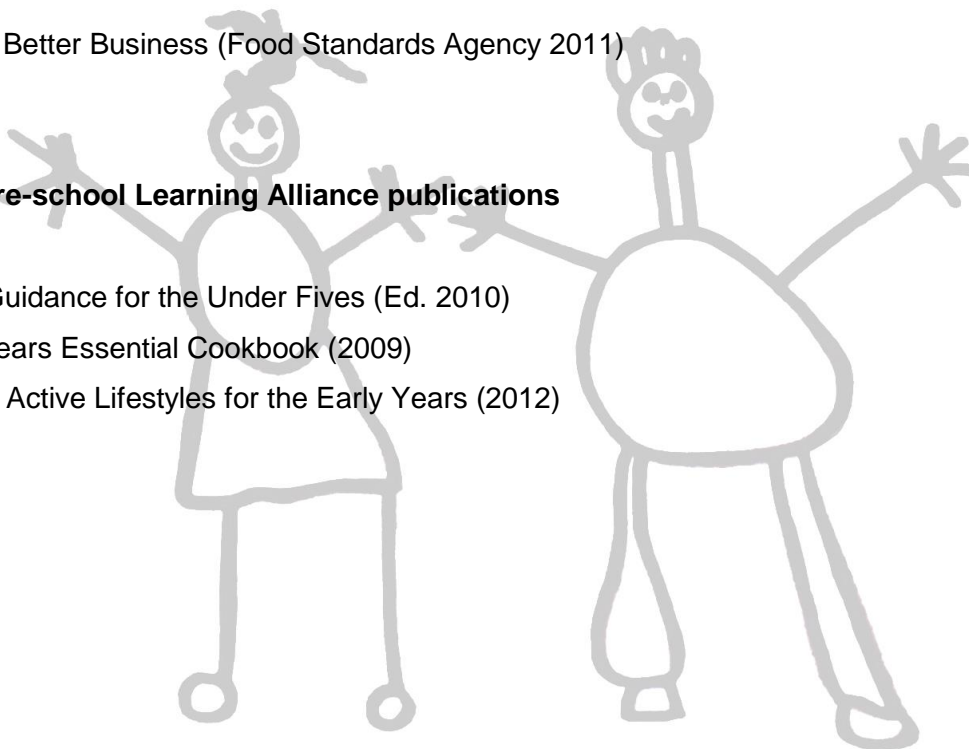 Better Business (Food Standards Agency 2011)
re-school Learning Alliance publications
Guidance for the Under Fives (Ed. 2010)
ears Essential Cookbook (2009)
Active Lifestyles for the Early Years (2012)